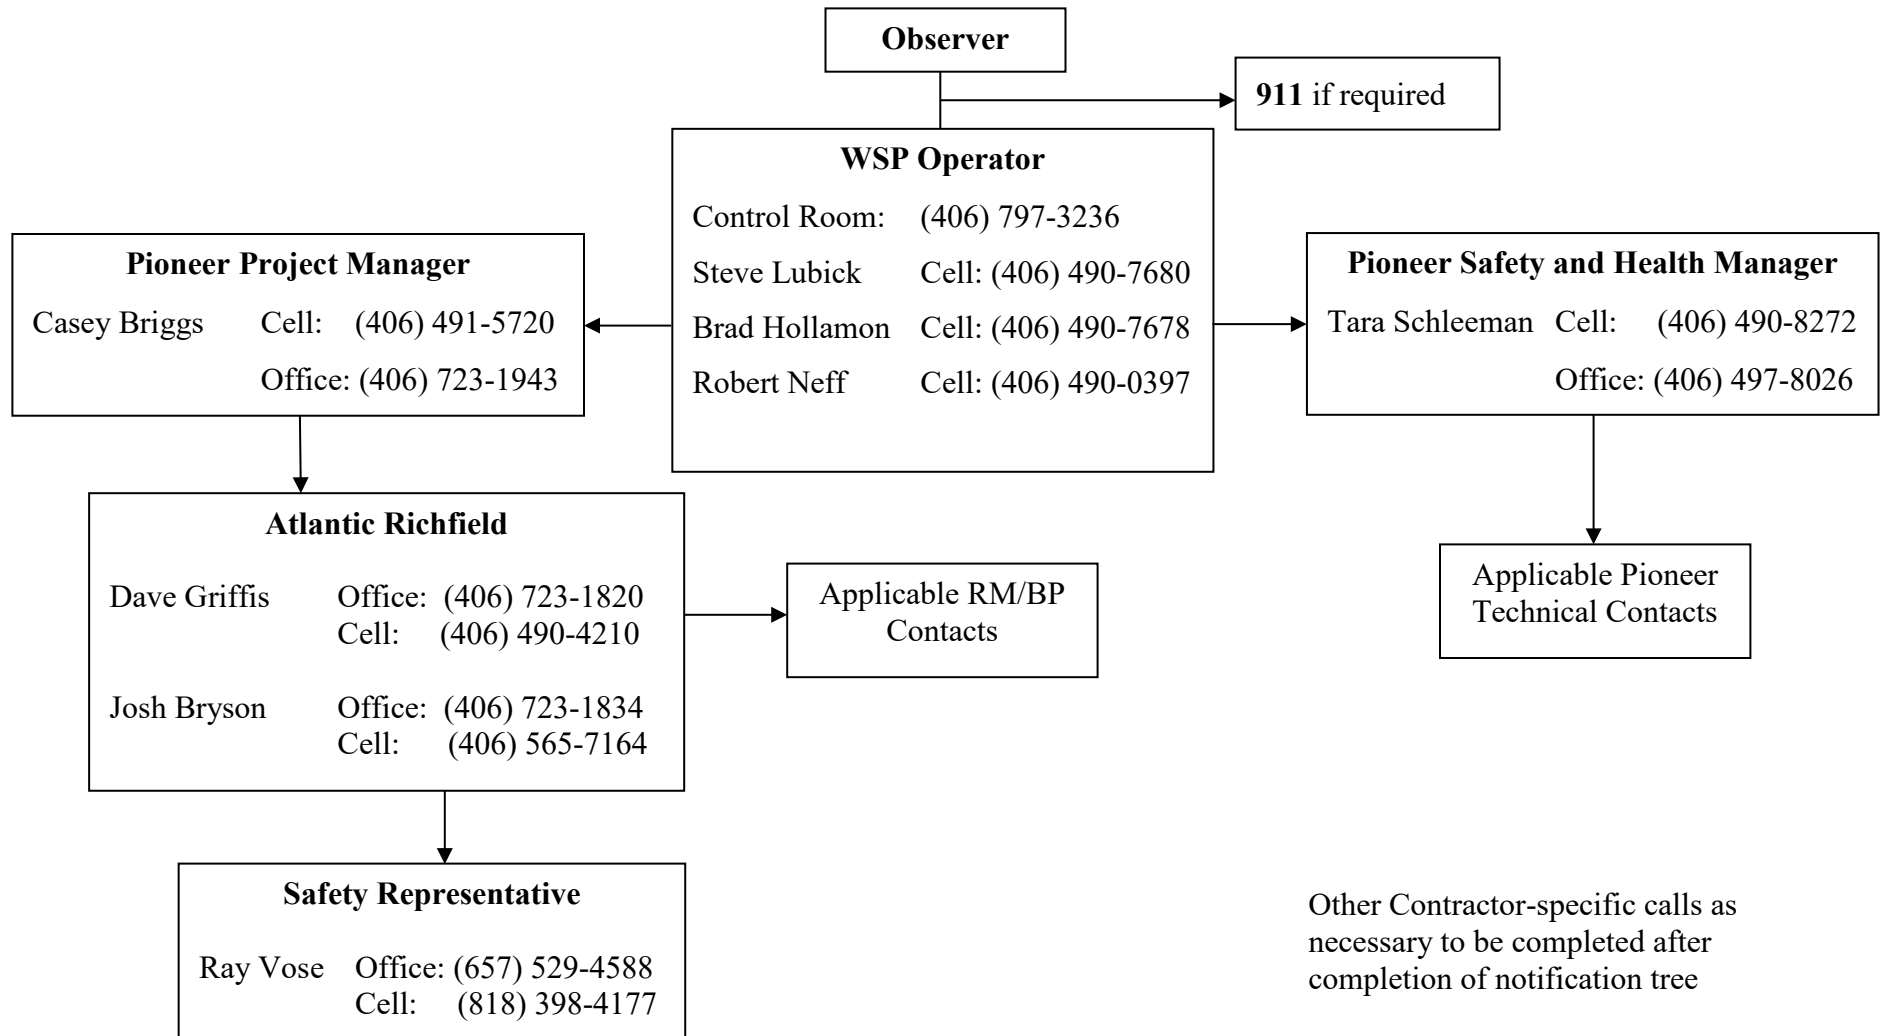 Observer
911 if required
WSP Operator
Control Room: (406) 797-3236
Steve Lubick Cell: (406) 490-7680
Brad Hollamon Cell: (406) 490-7678
Robert Neff Cell: (406) 490-0397
Pioneer Project Manager
Casey Briggs Cell: (406) 491-5720
Office: (406) 723-1943
Pioneer Safety and Health Manager
Tara Schleeman Cell: (406) 490-8272
Office: (406) 497-8026
Atlantic Richfield
Dave Griffis Office: (406) 723-1820
Cell: (406) 490-4210
Josh Bryson Office: (406) 723-1834
Cell: (406) 565-7164
Applicable RM/BP
Contacts
Applicable Pioneer
Technical Contacts
Safety Representative
Ray Vose Office: (657) 529-4588
Cell: (818) 398-4177
Other Contractor-specific calls as
necessary to be completed after
completion of notification tree